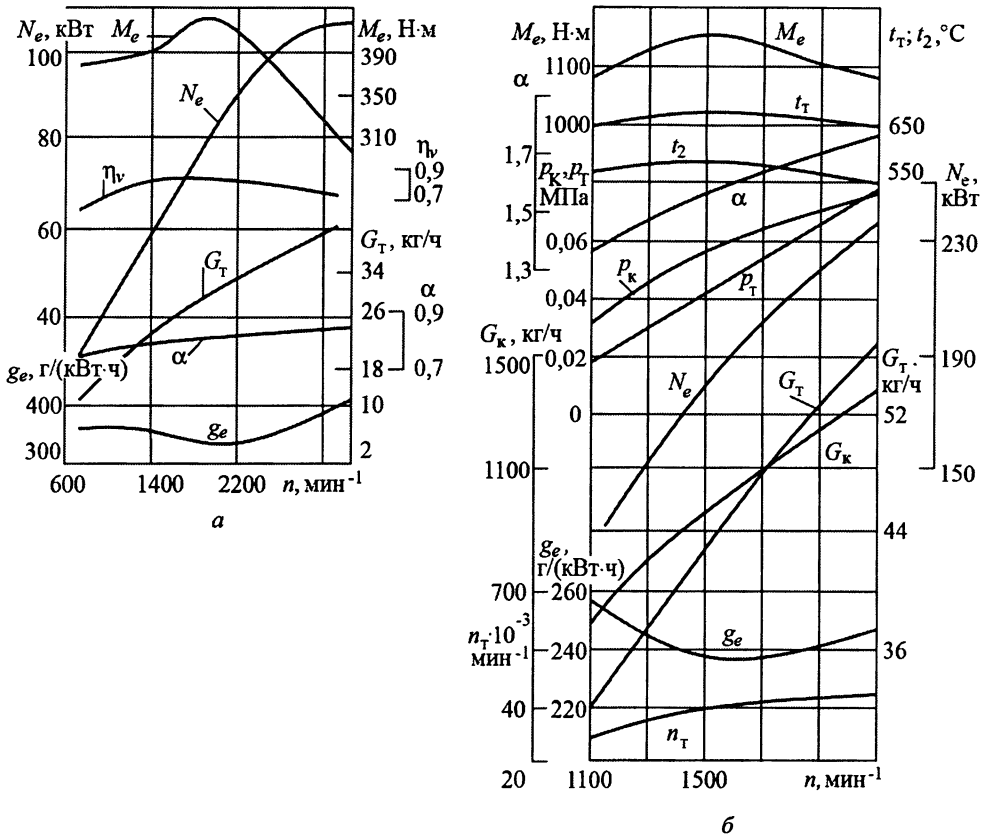 Nₑ, кВт
Mₑ
Mₑ, Н·м
100
390
Nₑ
350
80
310
ηᵥ
ηᵥ
0,9
0,7
60
Gт, кг/ч
Gт
34
α
40
26
0,9
α
gₑ, г/(кВт·ч)
18
0,7
400
10
gₑ
300
2
600
1400
2200
n, мин⁻¹
а
Mₑ, Н·м
Mₑ
tт; t₂, °C
1100
α
tт
1000
650
1,7
t₂
pк, pт
МПа
550
Nₑ
кВт
1,5
α
0,06
230
1,3
pк
0,04
pт
Gк, кг/ч
1500
0,02
190
Nₑ
Gт
Gт.
кг/ч
0
52
Gк
1100
150
44
gₑ,
г/(кВт·ч)
700
260
nт·10⁻³
мин⁻¹
gₑ
240
36
40
220
nт
20
1100
1500
n, мин⁻¹
б